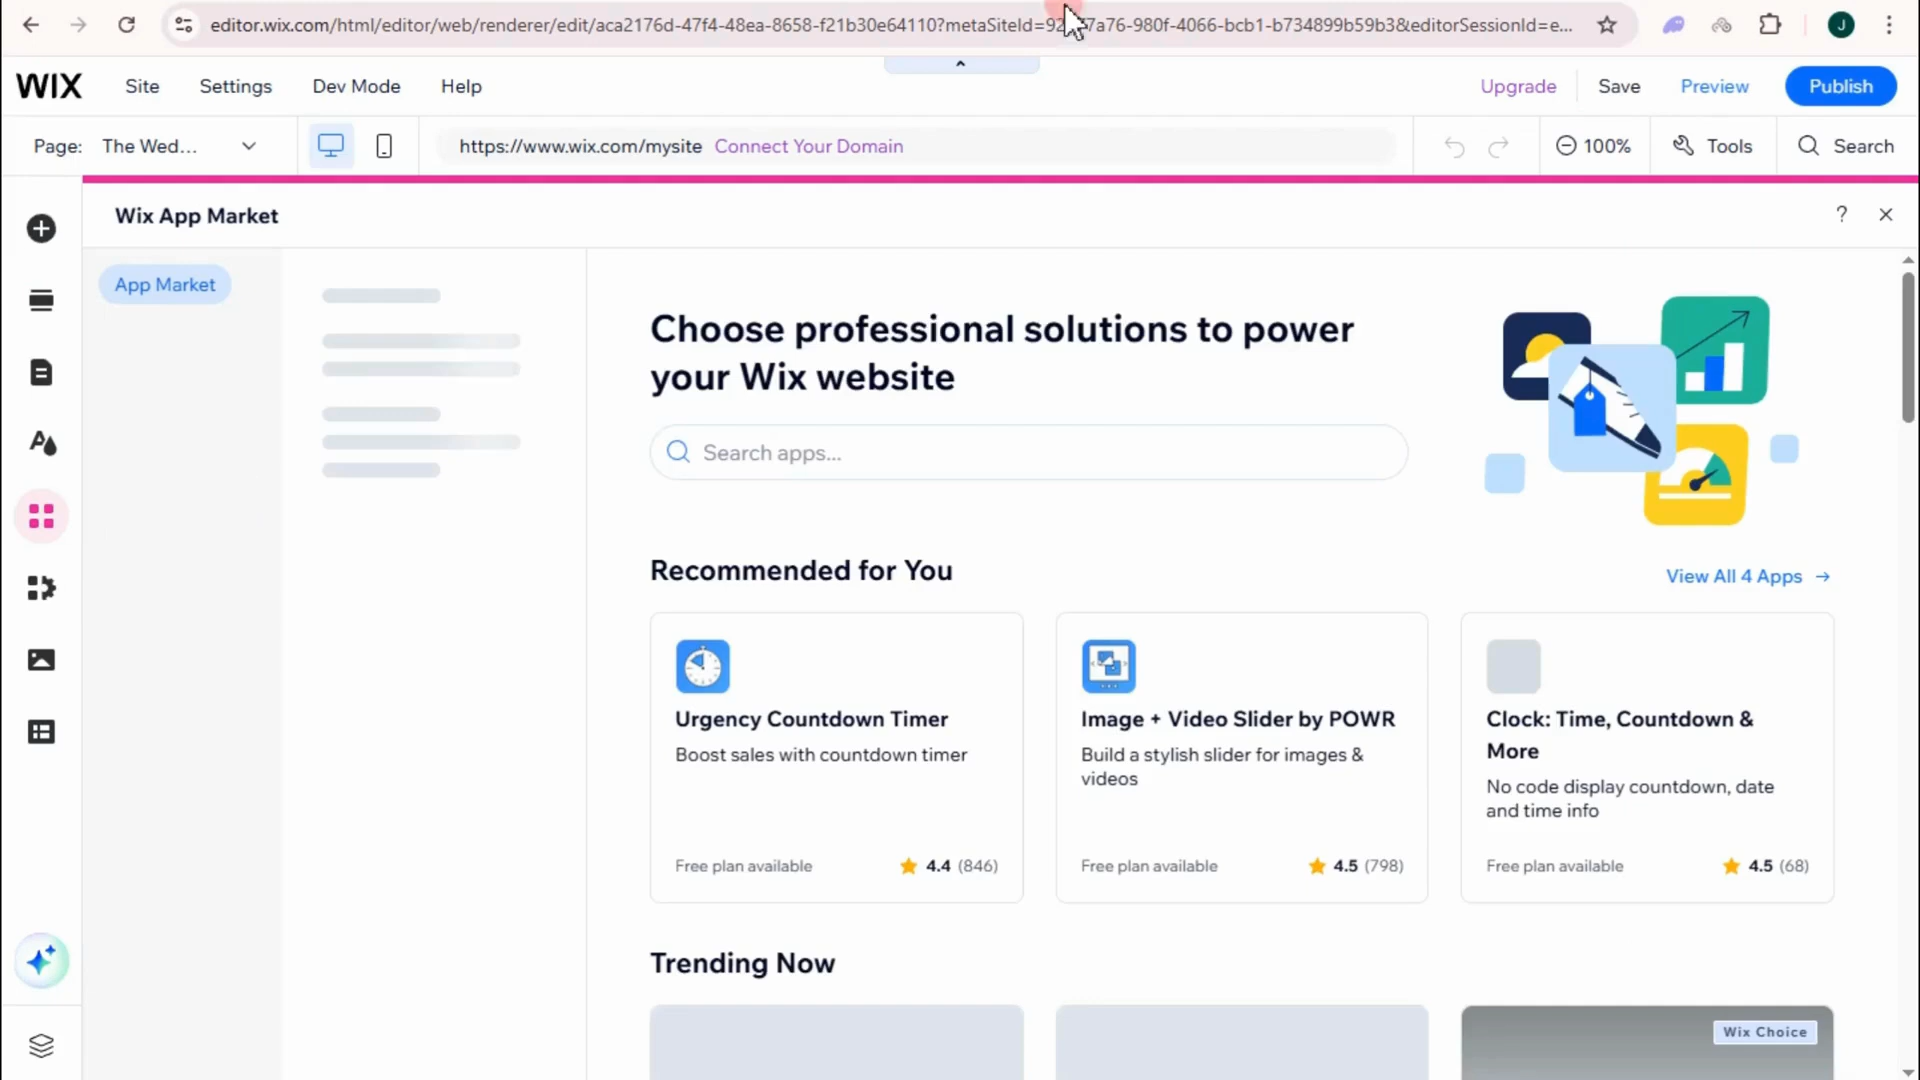 editor.wix.com/html/editor/web/renderer/edit/aca2176d-47f4-48ea-8658-f21b30e64110?metaSiteId=92 7a76-980f-4066-bcb1-b734899b59b3&editorSessionId=e...
J
WIX
Site
Settings
Dev Mode
Help
Upgrade
Save
Preview
Publish
Page: The Wed...
https://www.wix.com/mysite Connect Your Domain
100%
Tools
Search
Wix App Market
?
App Market
Choose professional solutions to power
your Wix website
Search apps...
Recommended for You
View All 4 Apps →
Urgency Countdown Timer
Boost sales with countdown timer
Free plan available
4.4 (846)
Image + Video Slider by POWR
Build a stylish slider for images &
videos
Free plan available
4.5 (798)
Clock: Time, Countdown &
More
No code display countdown, date
and time info
Free plan available
4.5 (68)
Trending Now
Wix Choice